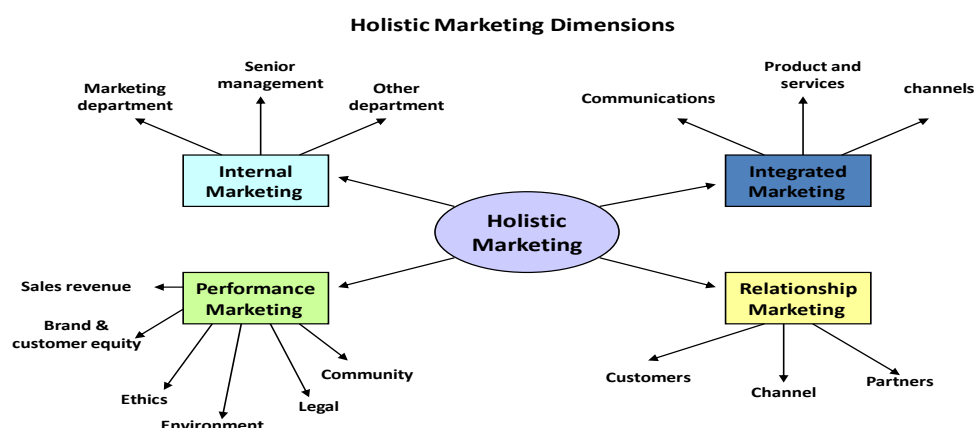 Holistic Marketing Dimensions
Senior
management
Marketing
department
Other
department
Product and
services
Communications
channels
Internal
Marketing
Integrated
Marketing
Holistic
Marketing
Performance
Marketing
Relationship
Marketing
Sales revenue
Brand &
customer equity
Ethics
Environment
Legal
Community
Customers
Channel
Partners